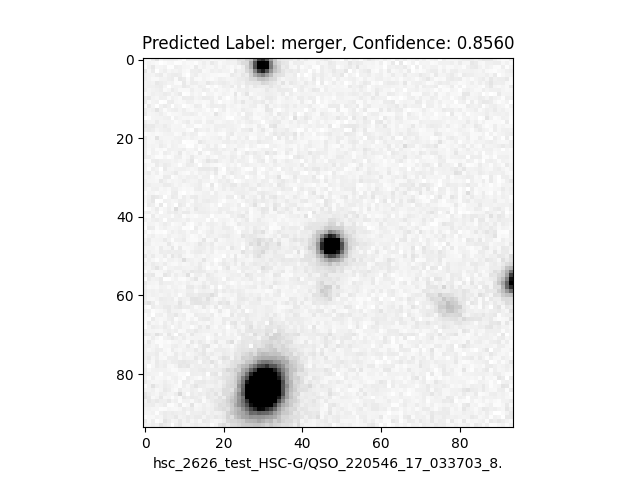 Predicted Label: merger, Confidence: 0.8560
0
20
40
60
80
0 20 40 60 80
hsc_2626_test_HSC-G/QSO_220546_17_033703_8.